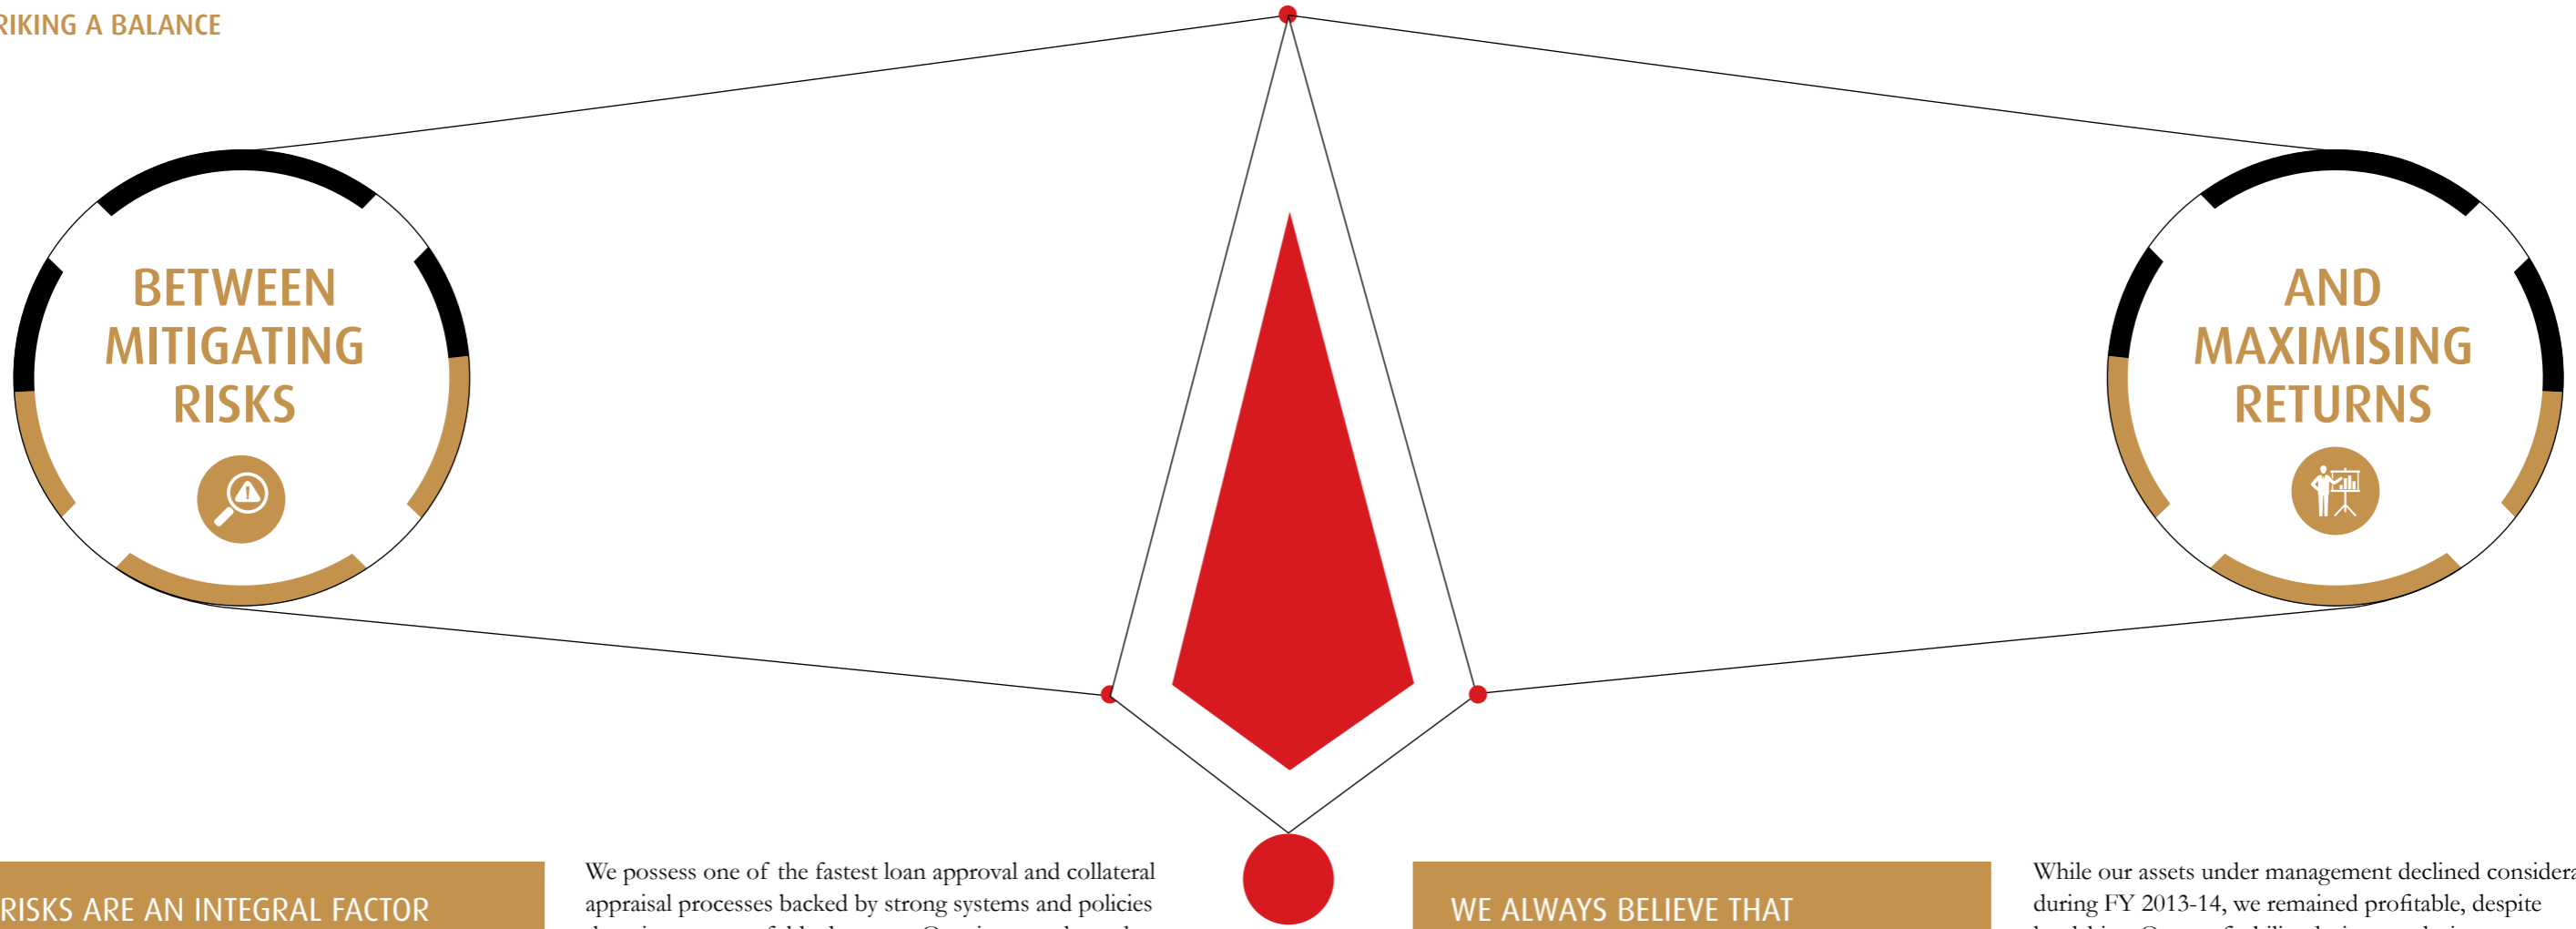 RIKING A BALANCE
BETWEEN
MITIGATING
RISKS
AND
MAXIMISING
RETURNS
RISKS ARE AN INTEGRAL FACTOR
We possess one of the fastest loan approval and collateral
appraisal processes backed by strong systems and policies
WE ALWAYS BELIEVE THAT
While our assets under management declined considera
during FY 2013-14, we remained profitable, despite